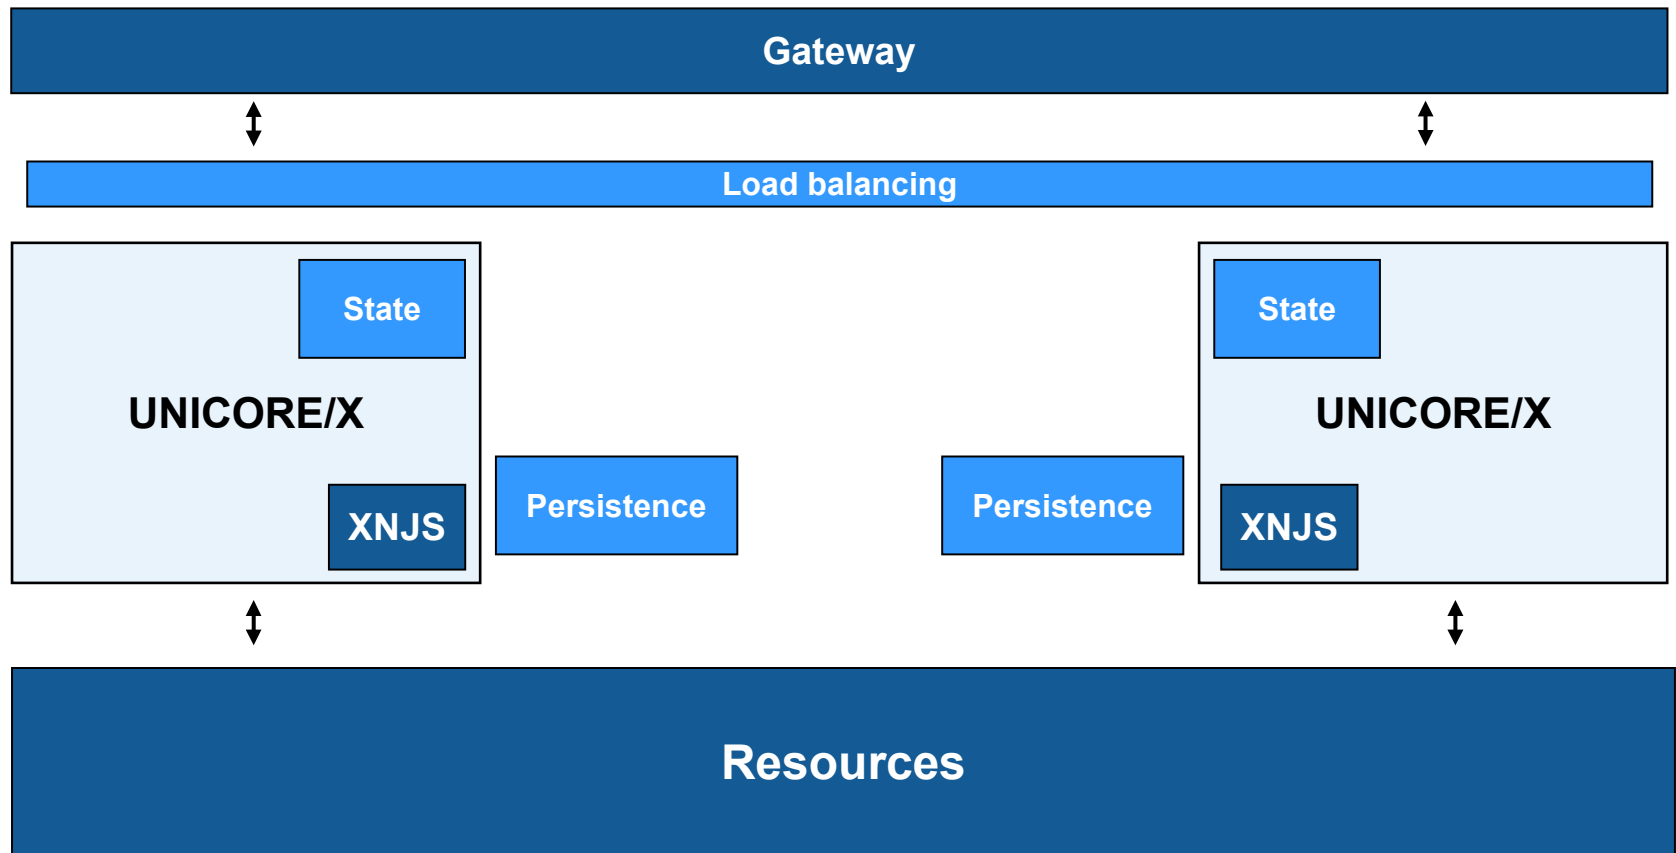 Gateway
Load balancing
State
State
UNICORE/X
UNICORE/X
Persistence
Persistence
XNJS
XNJS
Resources